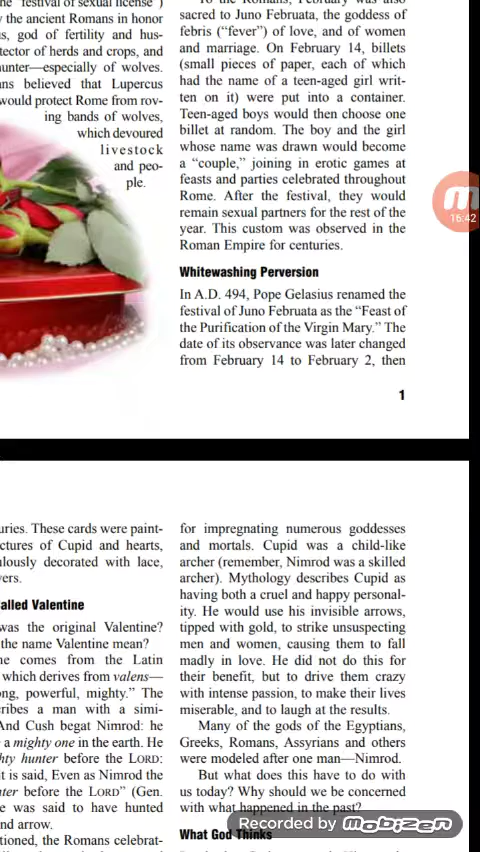 he "festival of sexual license")
y the ancient Romans in honor
us, god of fertility and hus-
tector of herds and crops, and
unter—especially of wolves.
ns believed that Lupercus
would protect Rome from rov-
ing bands of wolves,
which devoured
livestock
and peo-
ple.
To the Romans, February was also
sacred to Juno Februata, the goddess of
febris ("fever") of love, and of women
and marriage. On February 14, billets
(small pieces of paper, each of which
had the name of a teen-aged girl writ-
ten on it) were put into a container.
Teen-aged boys would then choose one
billet at random. The boy and the girl
whose name was drawn would become
a "couple," joining in erotic games at
feasts and parties celebrated throughout
Rome. After the festival, they would
remain sexual partners for the rest of the
year. This custom was observed in the
Roman Empire for centuries.
Whitewashing Perversion
In A.D. 494, Pope Gelasius renamed the
festival of Juno Februata as the "Feast of
the Purification of the Virgin Mary." The
date of its observance was later changed
from February 14 to February 2, then
1
16:42
uries. These cards were paint-
ctures of Cupid and hearts,
ulously decorated with lace,
wers.
alled Valentine
was the original Valentine?
the name Valentine mean?
ne comes from the Latin
which derives from valens—
ong, powerful, mighty." The
cribes a man with a simi-
And Cush begat Nimrod: he
a mighty one in the earth. He
hty hunter before the LORD:
it is said, Even as Nimrod the
nter before the LORD" (Gen.
e was said to have hunted
nd arrow.
tioned, the Romans celebrat-
for impregnating numerous goddesses
and mortals. Cupid was a child-like
archer (remember, Nimrod was a skilled
archer). Mythology describes Cupid as
having both a cruel and happy personal-
ity. He would use his invisible arrows,
tipped with gold, to strike unsuspecting
men and women, causing them to fall
madly in love. He did not do this for
their benefit, but to drive them crazy
with intense passion, to make their lives
miserable, and to laugh at the results.
Many of the gods of the Egyptians,
Greeks, Romans, Assyrians and others
were modeled after one man—Nimrod.
But what does this have to do with
us today? Why should we be concerned
with what happened in the past?
What God Thinks
Recorded by mobizen